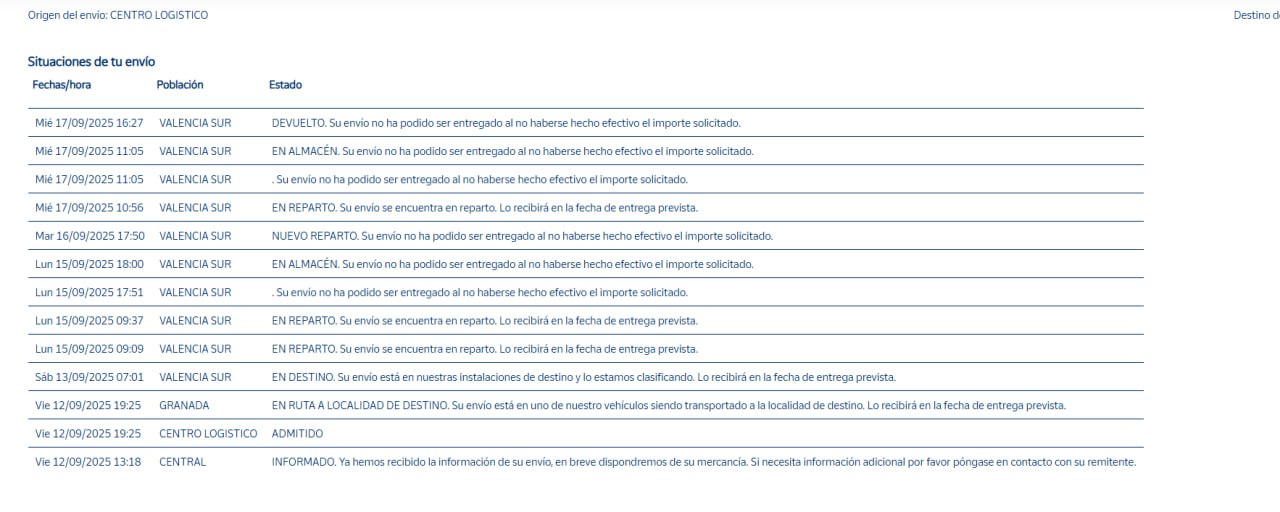 Origen del envío: CENTRO LOGISTICO Destino d
Situaciones de tu envío
Fechas/hora Población Estado
Mié 17/09/2025 16:27 VALENCIA SUR DEVUELTO. Su envío no ha podido ser entregado al no haberse hecho efectivo el importe solicitado.
Mié 17/09/2025 11:05 VALENCIA SUR EN ALMACÉN. Su envío no ha podido ser entregado al no haberse hecho efectivo el importe solicitado.
Mié 17/09/2025 11:05 VALENCIA SUR . Su envío no ha podido ser entregado al no haberse hecho efectivo el importe solicitado.
Mié 17/09/2025 10:56 VALENCIA SUR EN REPARTO. Su envío se encuentra en reparto. Lo recibirá en la fecha de entrega prevista.
Mar 16/09/2025 17:50 VALENCIA SUR NUEVO REPARTO. Su envío no ha podido ser entregado al no haberse hecho efectivo el importe solicitado.
Lun 15/09/2025 18:00 VALENCIA SUR EN ALMACÉN. Su envío no ha podido ser entregado al no haberse hecho efectivo el importe solicitado.
Lun 15/09/2025 17:51 VALENCIA SUR . Su envío no ha podido ser entregado al no haberse hecho efectivo el importe solicitado.
Lun 15/09/2025 09:37 VALENCIA SUR EN REPARTO. Su envío se encuentra en reparto. Lo recibirá en la fecha de entrega prevista.
Lun 15/09/2025 09:09 VALENCIA SUR EN REPARTO. Su envío se encuentra en reparto. Lo recibirá en la fecha de entrega prevista.
Sáb 13/09/2025 07:01 VALENCIA SUR EN DESTINO. Su envío está en nuestras instalaciones de destino y lo estamos clasificando. Lo recibirá en la fecha de entrega prevista.
Vie 12/09/2025 19:25 GRANADA EN RUTA A LOCALIDAD DE DESTINO. Su envío está en uno de nuestro vehículos siendo transportado a la localidad de destino. Lo recibirá en la fecha de entrega prevista.
Vie 12/09/2025 19:25 CENTRO LOGISTICO ADMITIDO
Vie 12/09/2025 13:18 CENTRAL INFORMADO. Ya hemos recibido la información de su envío, en breve dispondremos de su mercancía. Si necesita información adicional por favor póngase en contacto con su remitente.